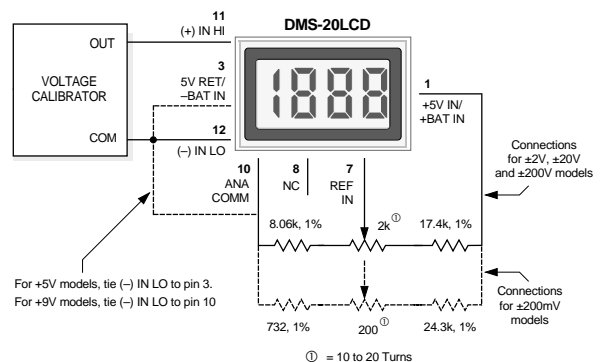 DMS-20LCD
11
(+) IN HI
OUT
3
5V RET/
–BAT IN
1888
1
+5V IN/
+BAT IN
VOLTAGE
CALIBRATOR
COM
12
(–) IN LO
10
ANA
COMM
8
NC
7
REF
IN
Connections
for ±2V, ±20V
and ±200V models
8.06k, 1%
2k ①
17.4k, 1%
For +5V models, tie (–) IN LO to pin 3.
For +9V models, tie (–) IN LO to pin 10
Connections
for ±200mV
models
732, 1%
200 ①
24.3k, 1%
① = 10 to 20 Turns